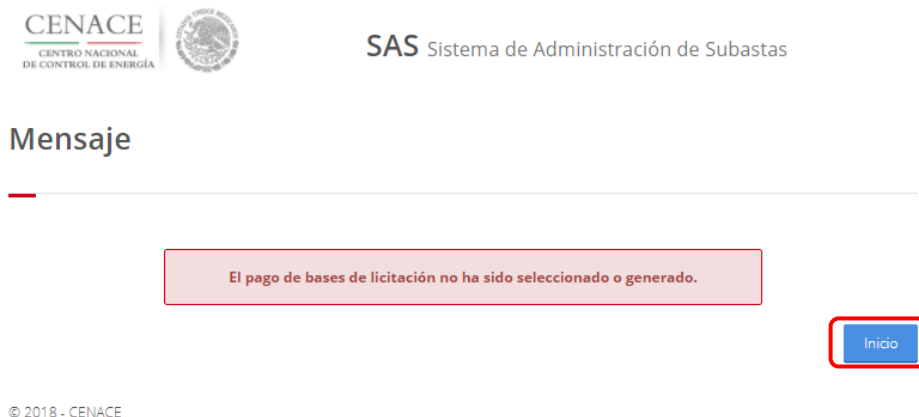 CENACE
CENTRO NACIONAL
DE CONTROL DE ENERGÍA
SAS Sistema de Administración de Subastas
Mensaje
El pago de bases de licitación no ha sido seleccionado o generado.
Inicio
© 2018 - CENACE